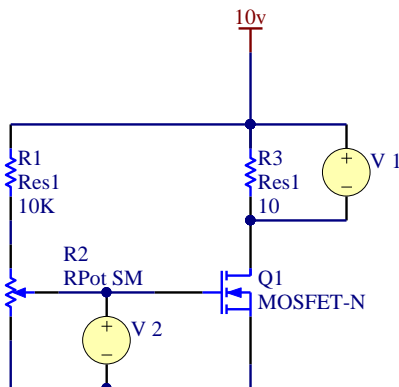 10v
R1
Res1
10K
R3
Res1
10
V 1
R2
RPot SM
V 2
Q1
MOSFET-N